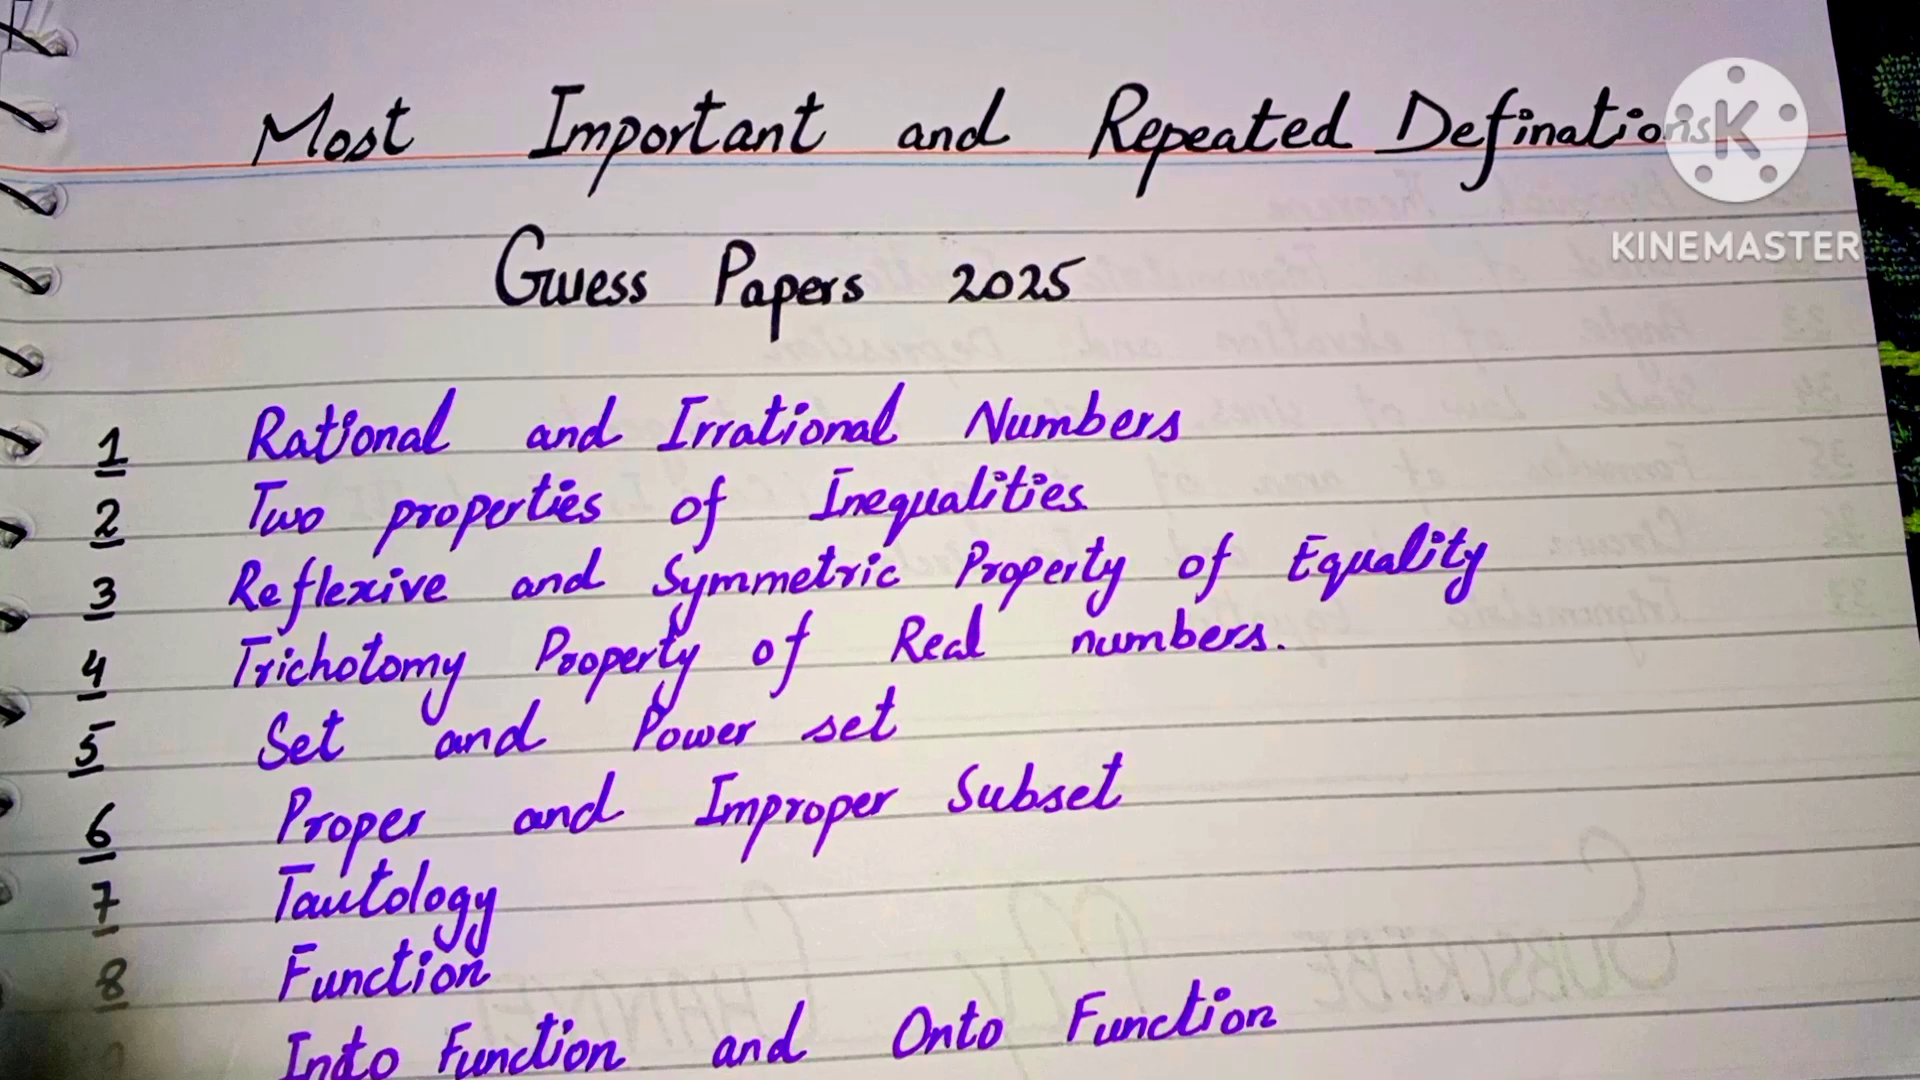 Most Important and Repeated Definations
Guess Papers 2025
KINEMASTER
1 Rational and Irrational Numbers
2 Two properties of Inequalities
3 Reflexive and Symmetric Property of Equality
4 Trichotomy Property of Real numbers.
5 Set and Power set
6 Proper and Improper Subset
7 Tautology
8 Function
Into Function and Onto Function